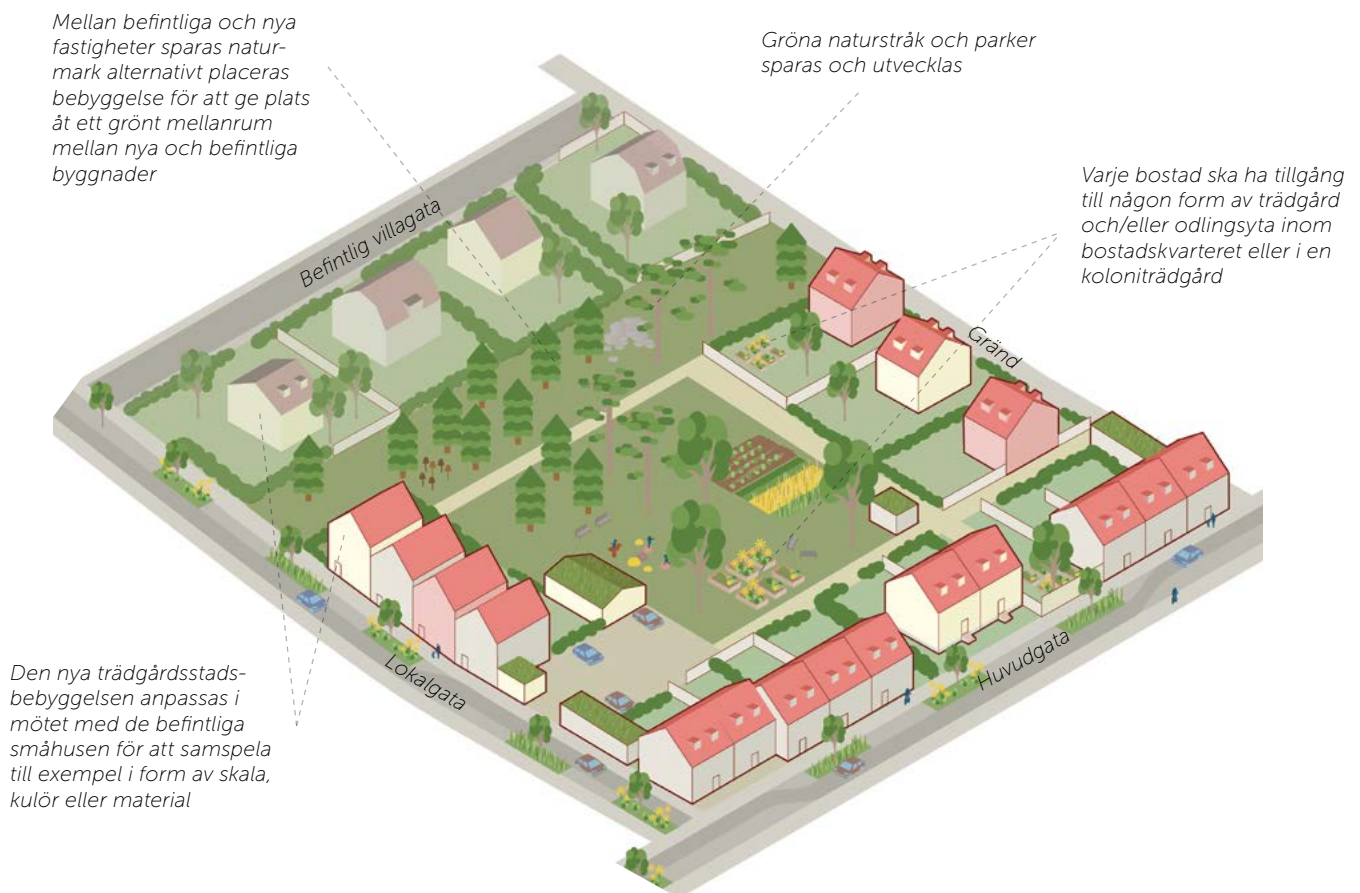 Mellan befintliga och nya
fastigheter sparas natur-
mark alternativt placeras
bebyggelse för att ge plats
åt ett grönt mellanrum
mellan nya och befintliga
byggnader
Gröna naturstråk och parker
sparas och utvecklas
Varje bostad ska ha tillgång
till någon form av trädgård
och/eller odlingsyta inom
bostadskvarteret eller i en
koloniträdgård
Befintlig villagata
Gränd
Lokalgata
Huvudgata
Den nya trädgårdsstads-
bebyggelsen anpassas i
mötet med de befintliga
småhusen för att samspela
till exempel i form av skala,
kulör eller material